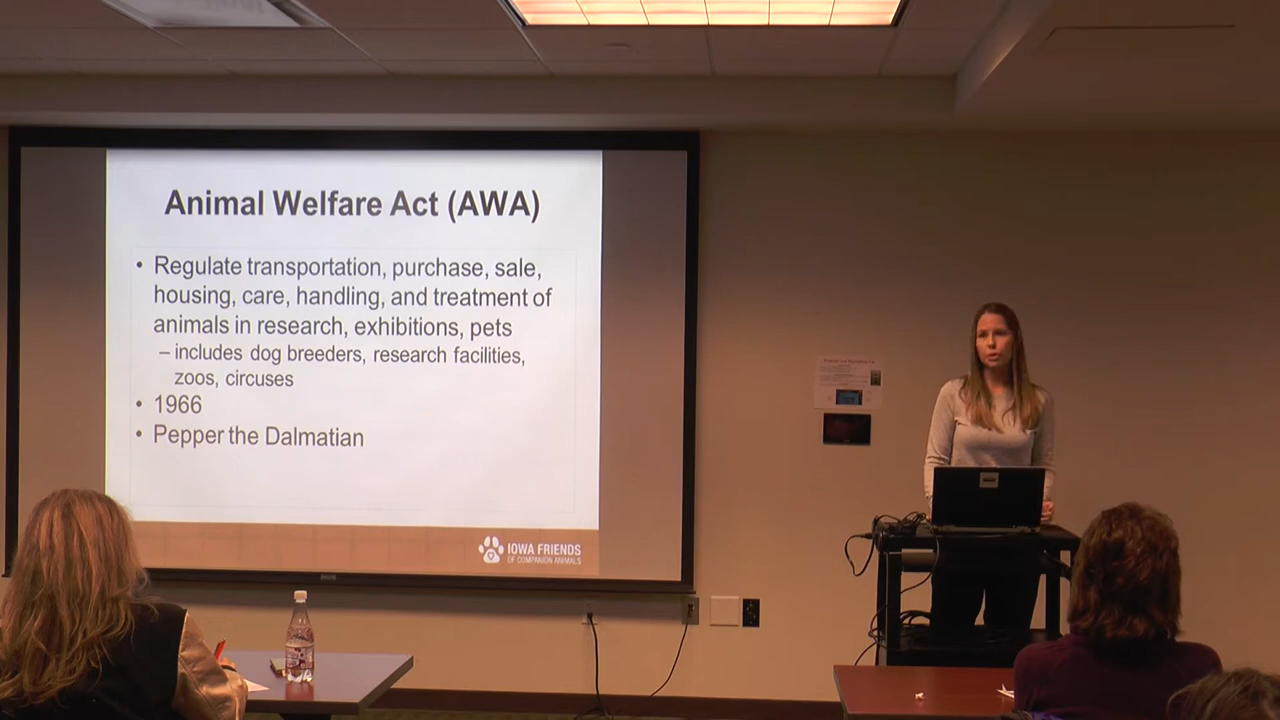 Animal Welfare Act (AWA)
• Regulate transportation, purchase, sale,
housing, care, handling, and treatment of
animals in research, exhibitions, pets
– includes dog breeders, research facilities,
zoos, circuses
• 1966
• Pepper the Dalmatian
IOWA FRIENDS
OF COMPANION ANIMALS